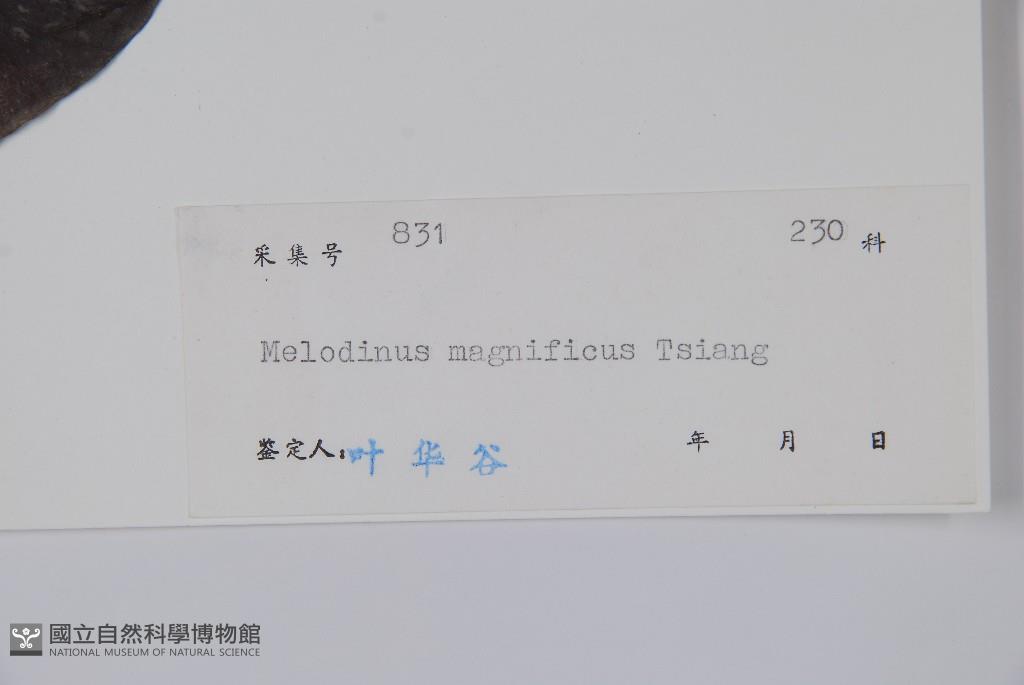 采集号 831 230 科
Melodinus magnificus Tsiang
鉴定人:叶华谷 年 月 日
國立自然科學博物館
NATIONAL MUSEUM OF NATURAL SCIENCE